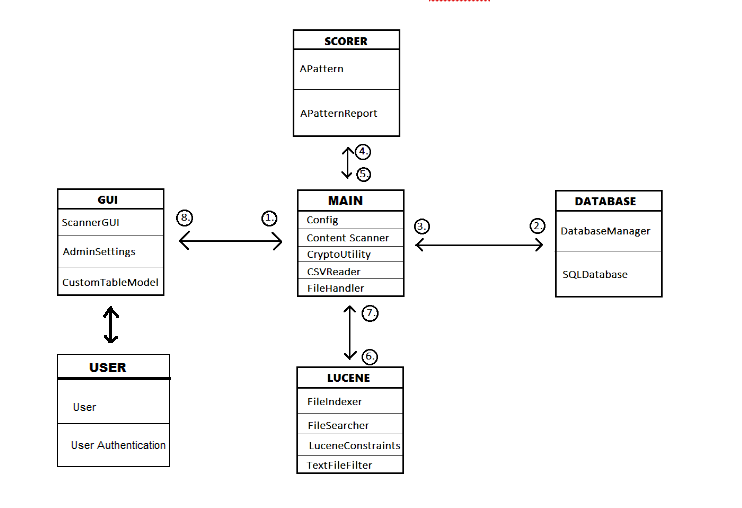 SCORER
APattern
APatternReport
4.
5.
GUI
ScannerGUI
AdminSettings
CustomTableModel
8.
1.
MAIN
Config
Content Scanner
CryptoUtility
CSVReader
FileHandler
3.
2.
DATABASE
DatabaseManager
SQLDatabase
7.
6.
USER
User
User Authentication
LUCENE
FileIndexer
FileSearcher
LuceneConstraints
TextFileFilter